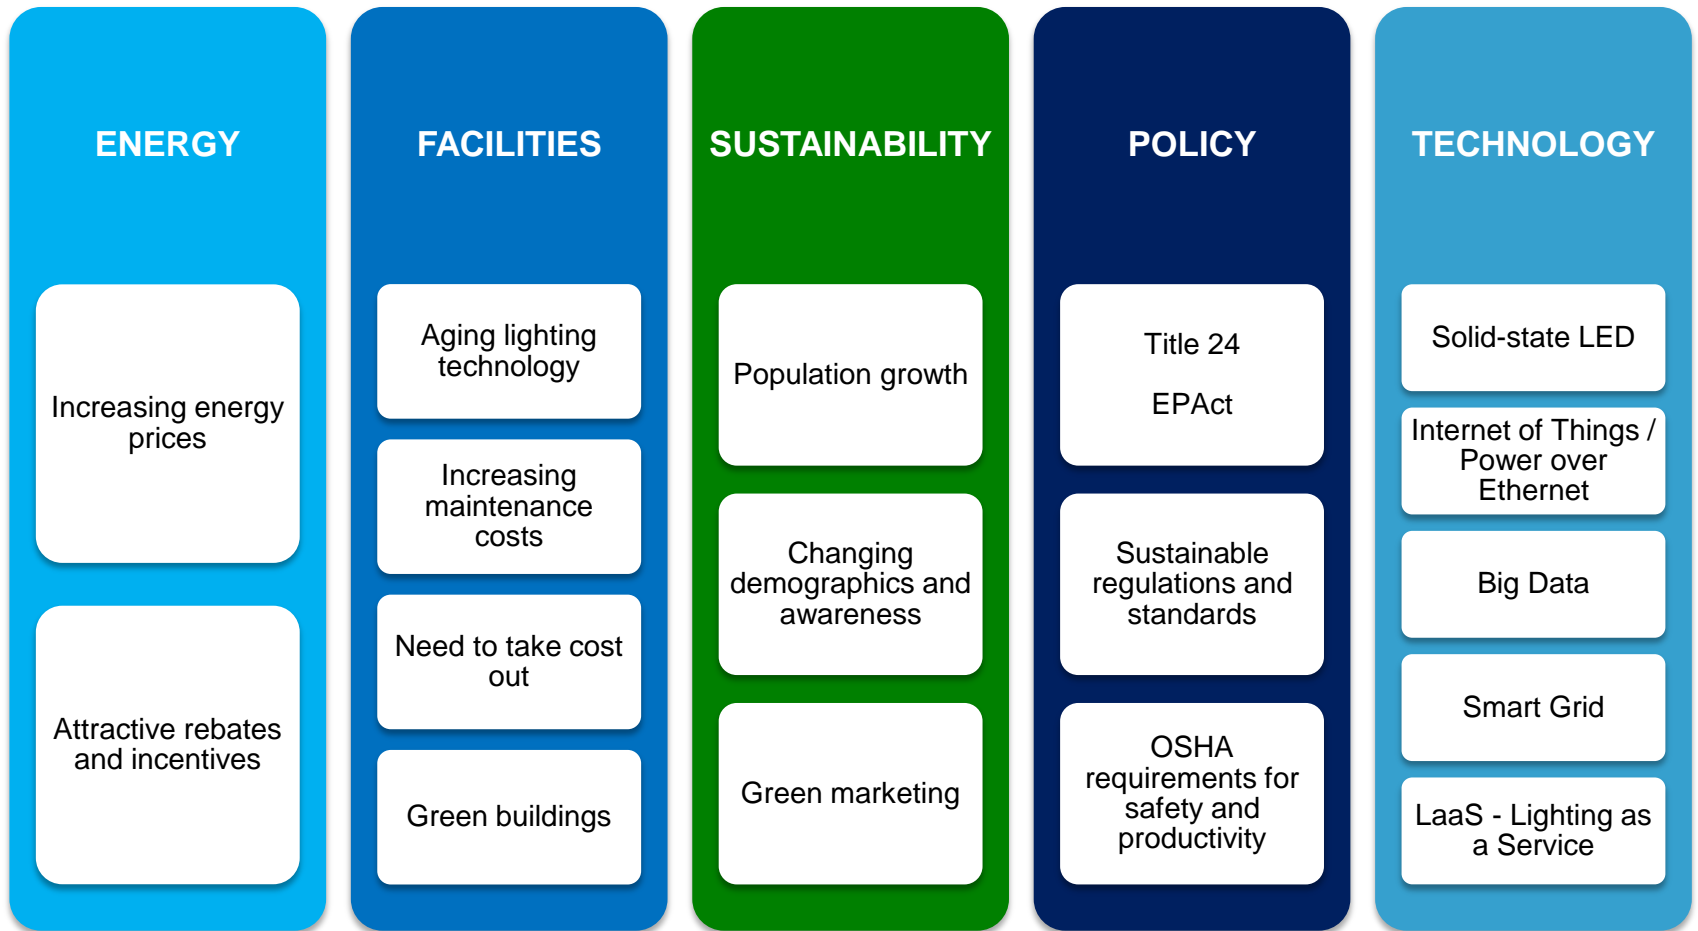 ENERGY
Increasing energy
prices
Attractive rebates
and incentives
FACILITIES
Aging lighting
technology
Increasing
maintenance
costs
Need to take cost
out
Green buildings
SUSTAINABILITY
Population growth
Changing
demographics and
awareness
Green marketing
POLICY
Title 24
EPAct
Sustainable
regulations and
standards
OSHA
requirements for
safety and
productivity
TECHNOLOGY
Solid-state LED
Internet of Things /
Power over
Ethernet
Big Data
Smart Grid
LaaS - Lighting as
a Service